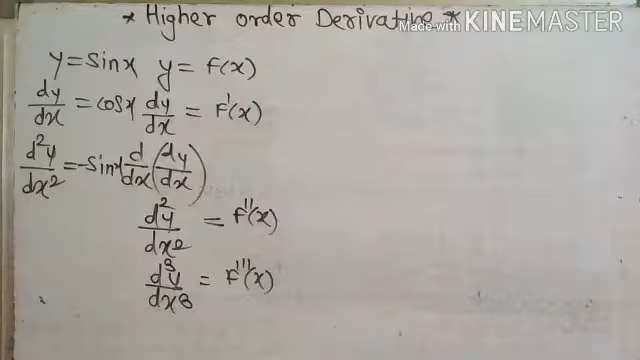 * Higher order Derivative *
Made with KINEMASTER
y = sinx y = f(x)
dy/dx = cosx dy/dx = f'(x)
d²y/dx² = -sinx d/dx (dy/dx)
d²y/dx² = f''(x)
d³y/dx³ = f'''(x)